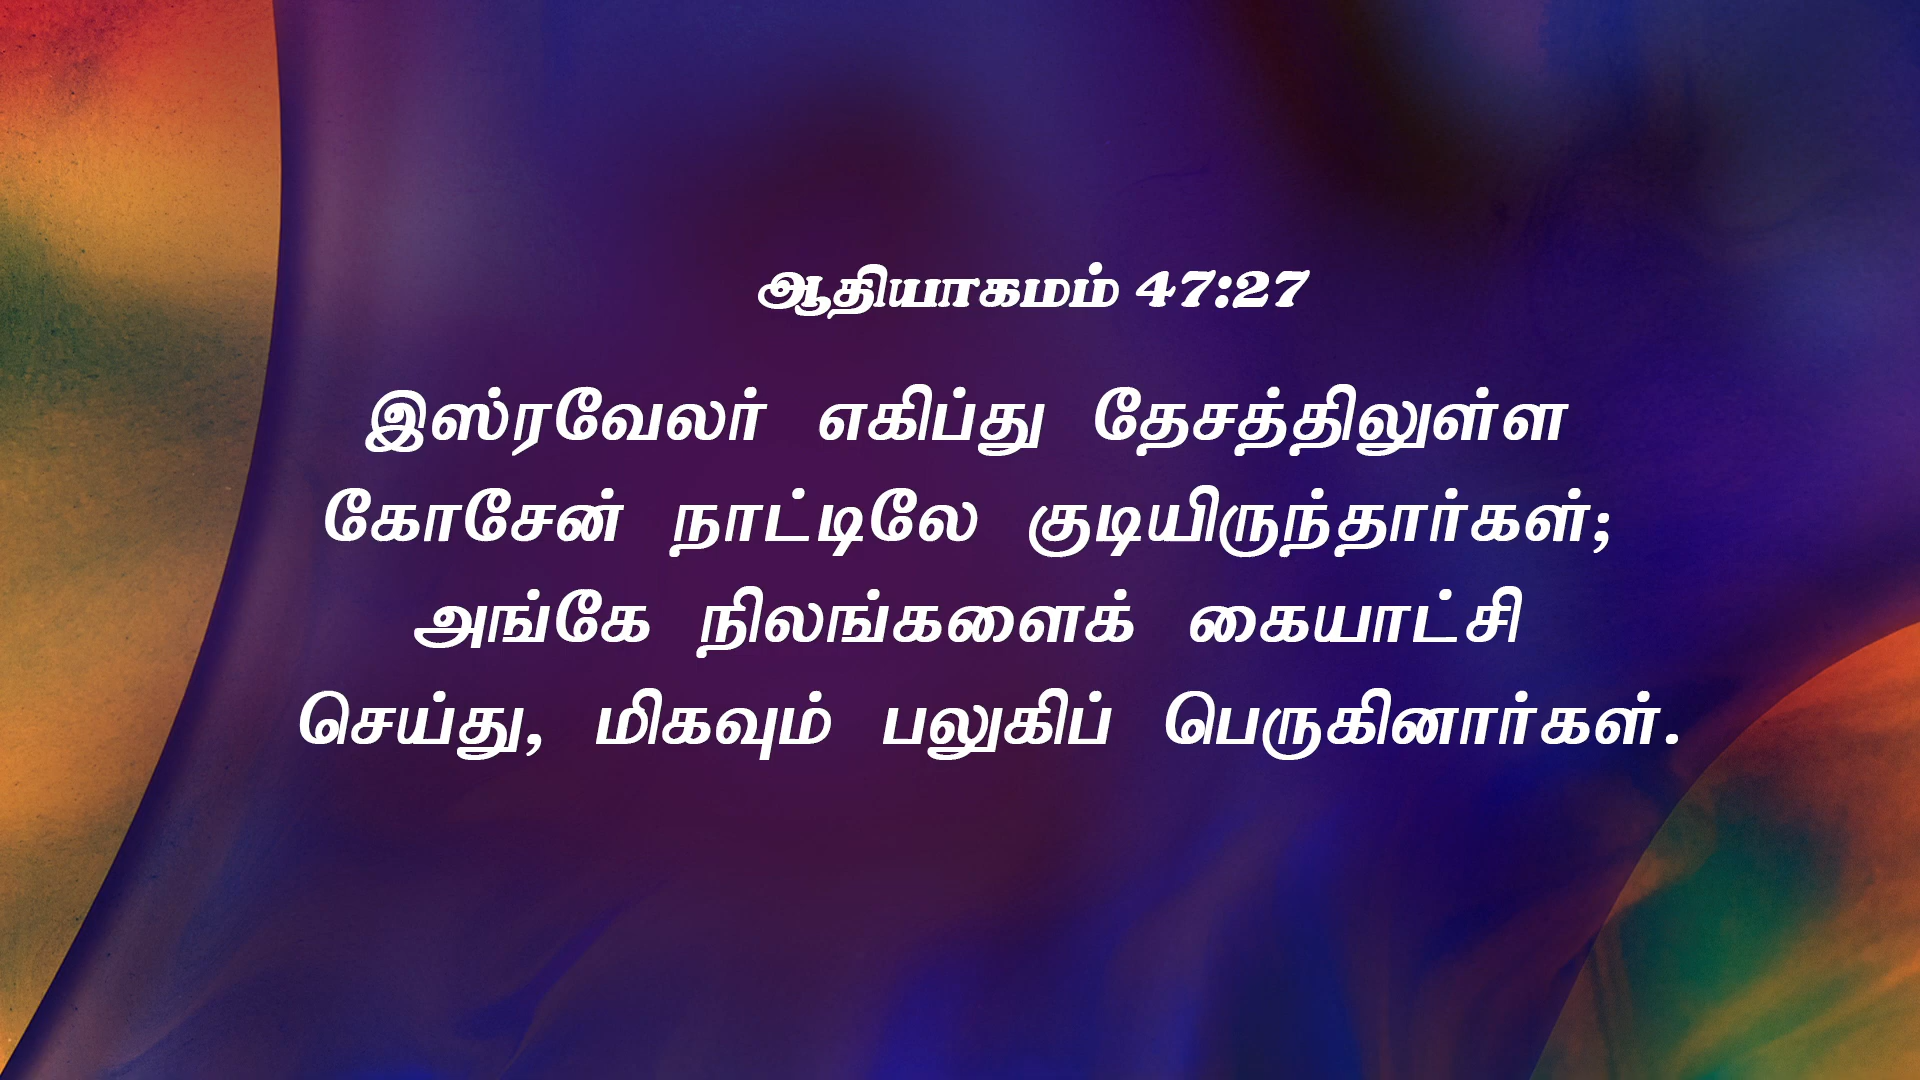 ஆதியாகமம் 47:27
இஸ்ரவேலர் எகிப்து தேசத்திலுள்ள
கோசேன் நாட்டிலே குடியிருந்தார்கள்;
அங்கே நிலங்களைக் கையாட்சி
செய்து, மிகவும் பலுகிப் பெருகினார்கள்.